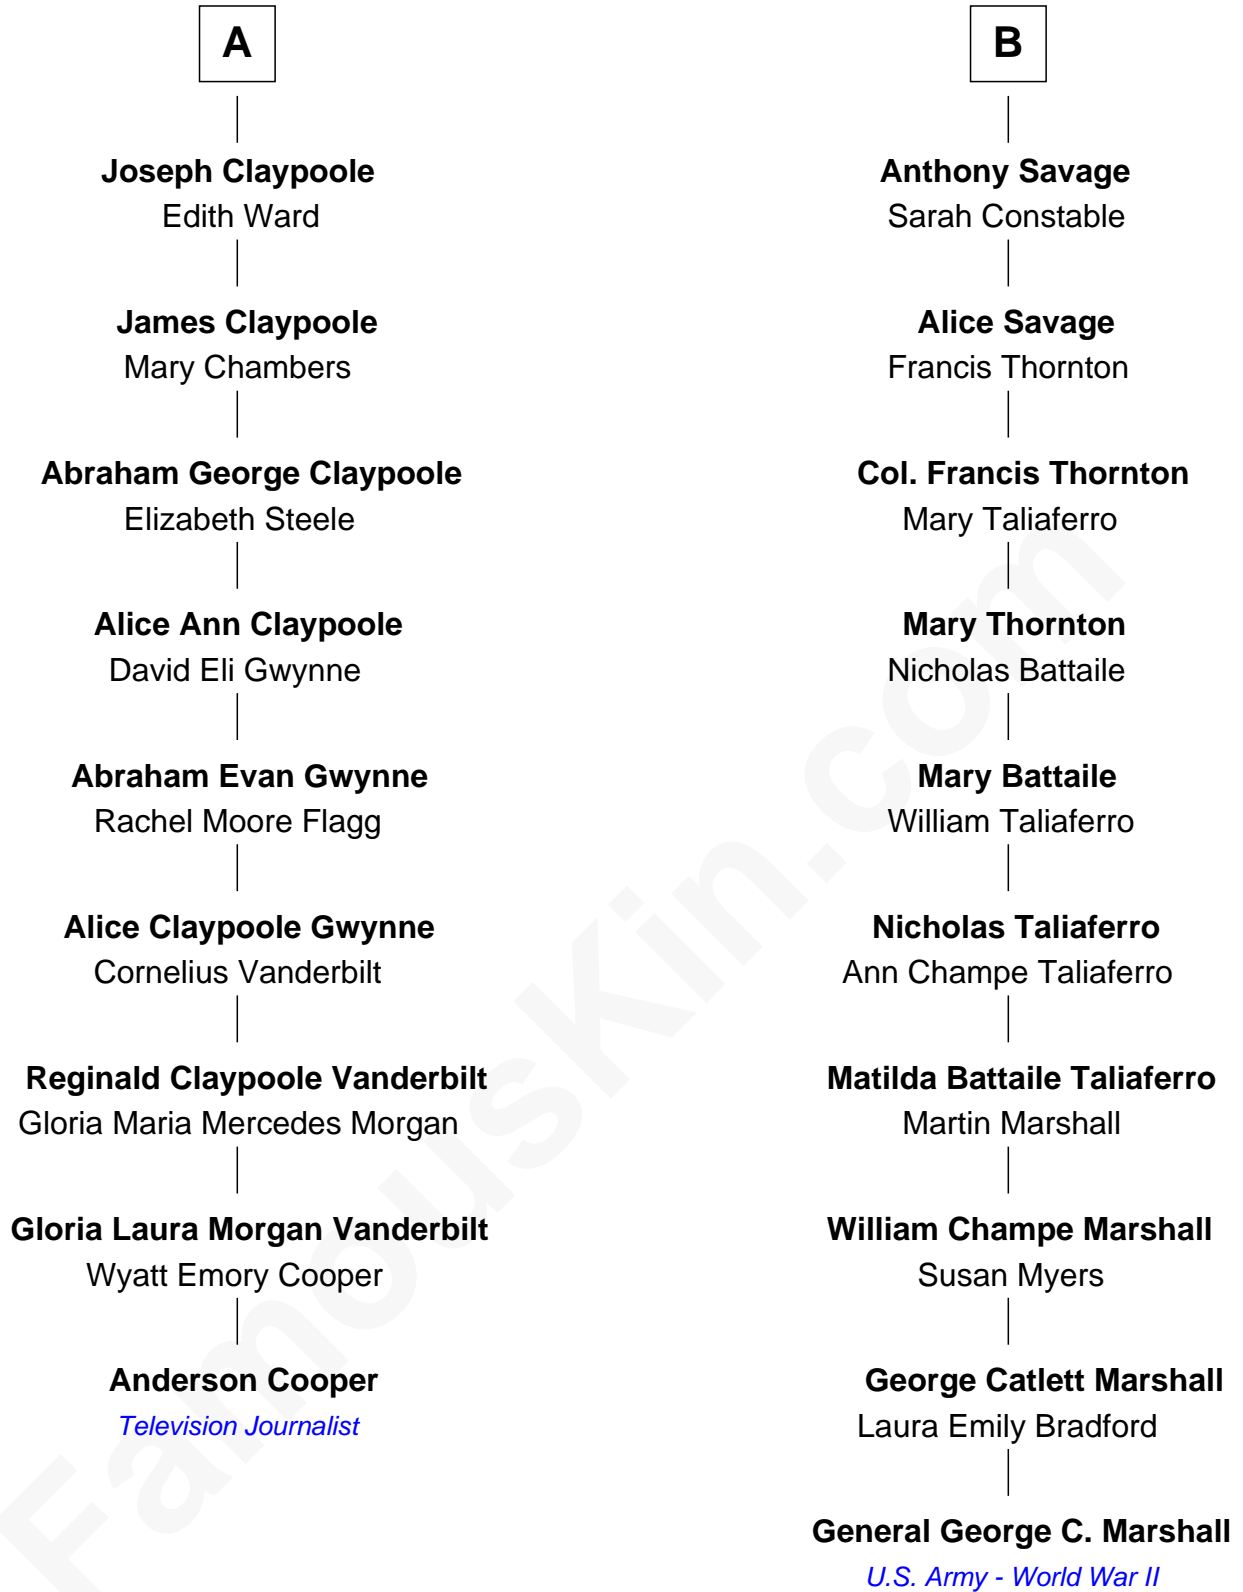 A
Joseph Claypoole
Edith Ward
James Claypoole
Mary Chambers
Abraham George Claypoole
Elizabeth Steele
Alice Ann Claypoole
David Eli Gwynne
Abraham Evan Gwynne
Rachel Moore Flagg
Alice Claypoole Gwynne
Cornelius Vanderbilt
Reginald Claypoole Vanderbilt
Gloria Maria Mercedes Morgan
Gloria Laura Morgan Vanderbilt
Wyatt Emory Cooper
Anderson Cooper
Television Journalist
B
Anthony Savage
Sarah Constable
Alice Savage
Francis Thornton
Col. Francis Thornton
Mary Taliaferro
Mary Thornton
Nicholas Battaile
Mary Battaile
William Taliaferro
Nicholas Taliaferro
Ann Champe Taliaferro
Matilda Battaile Taliaferro
Martin Marshall
William Champe Marshall
Susan Myers
George Catlett Marshall
Laura Emily Bradford
General George C. Marshall
U.S. Army - World War II
FamousKin.com